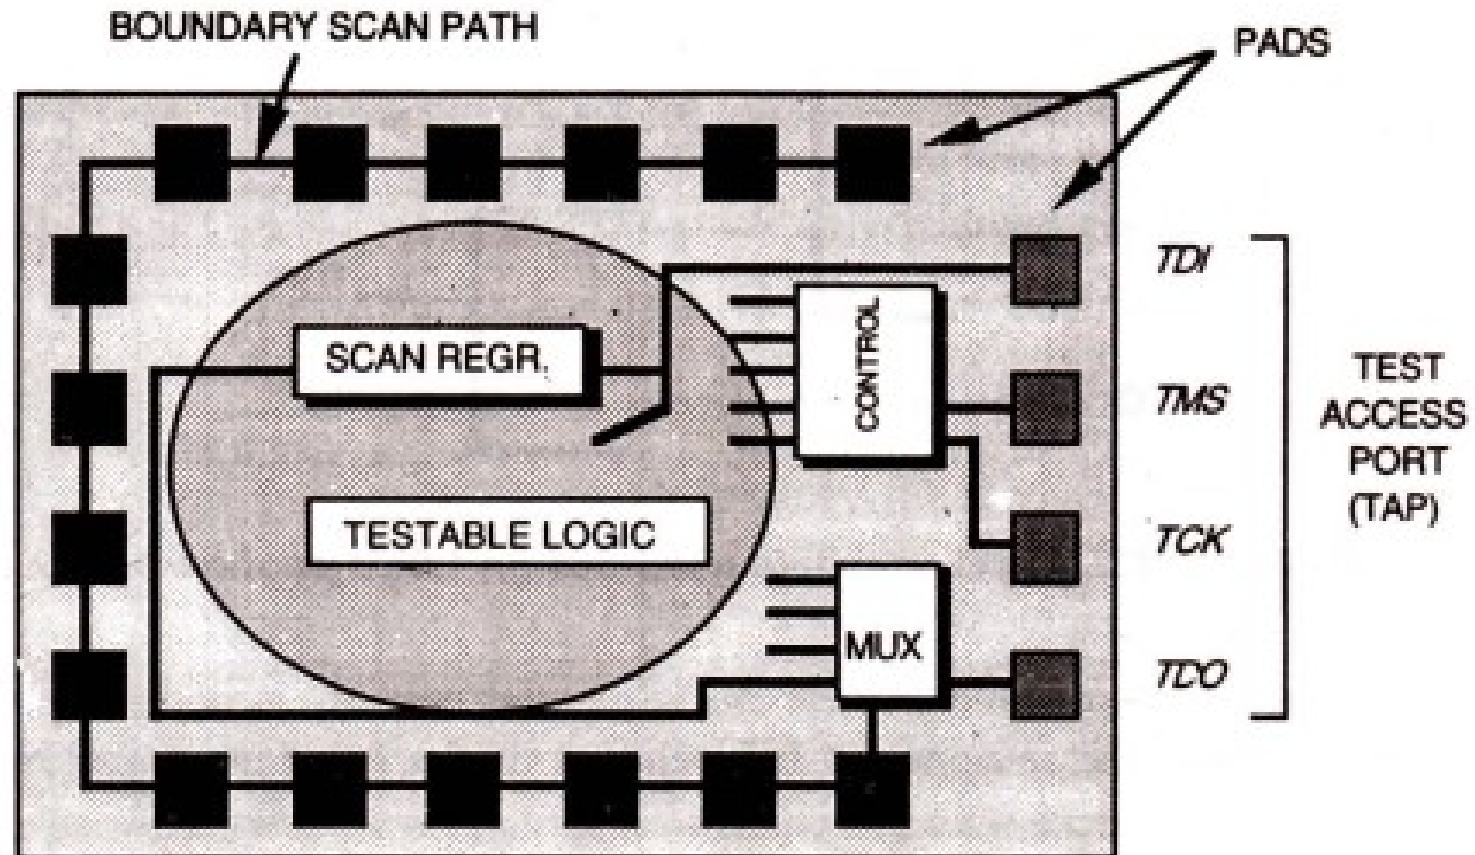 BOUNDARY SCAN PATH
PADS
TDI
SCAN REGR.
CONTROL
TMS
TEST
ACCESS
PORT
(TAP)
TESTABLE LOGIC
TCK
MUX
TDO